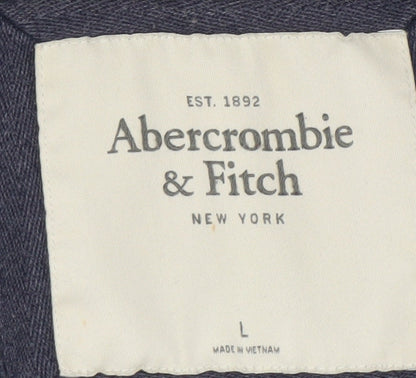 EST. 1892
Abercrombie
& Fitch
NEW YORK
L
MADE IN VIETNAM